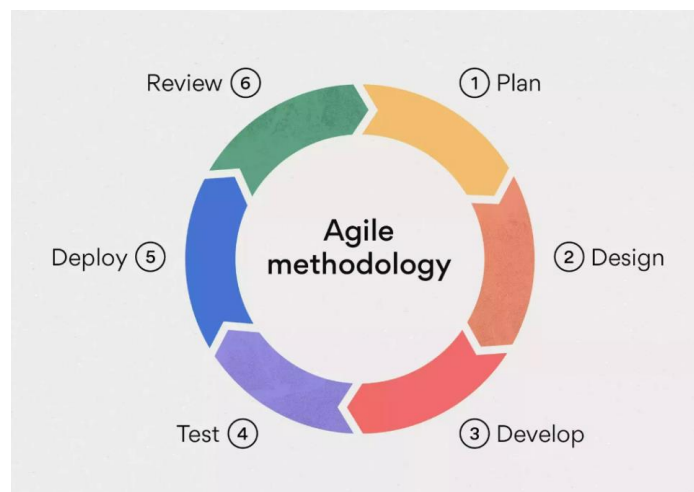 Agile
methodology
1 Plan
2 Design
3 Develop
Test 4
Deploy 5
Review 6